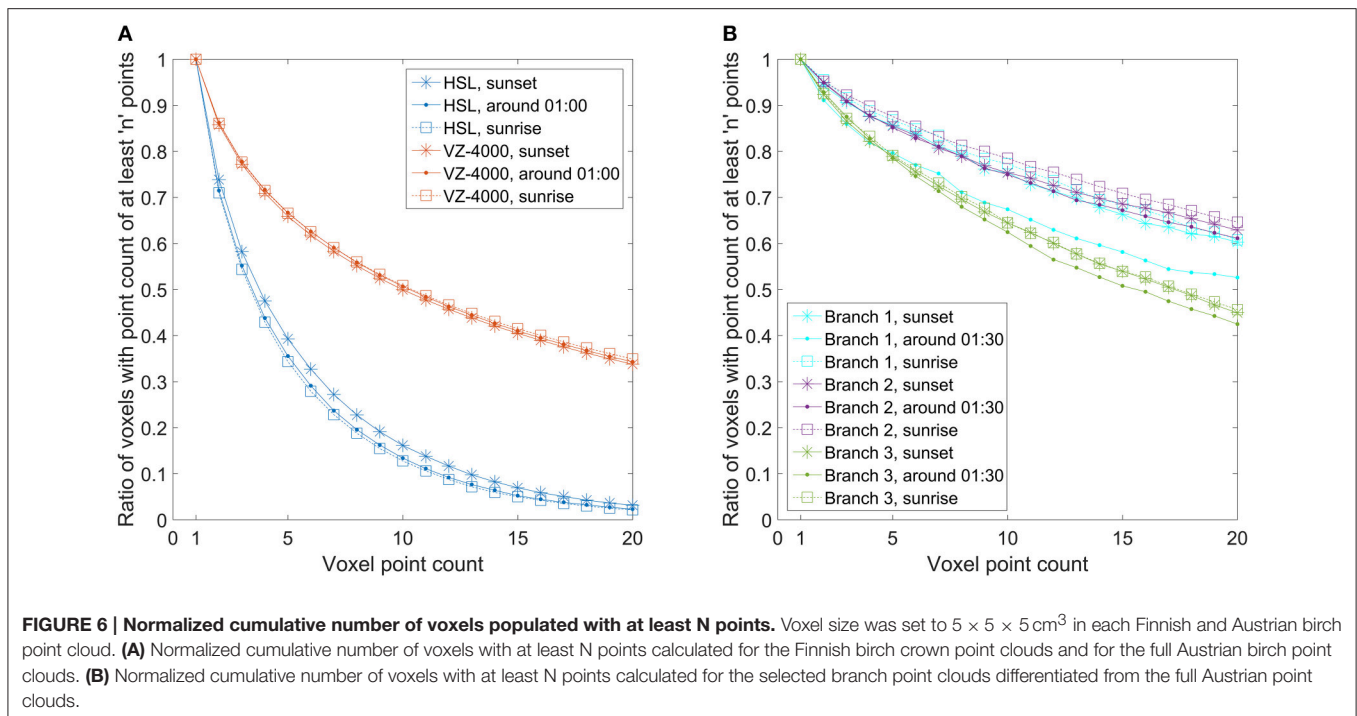 A
Ratio of voxels with point count of at least 'n' points
1
0.9
0.8
0.7
0.6
0.5
0.4
0.3
0.2
0.1
0
0 1 5 10 15 20
Voxel point count
HSL, sunset
HSL, around 01:00
HSL, sunrise
VZ-4000, sunset
VZ-4000, around 01:00
VZ-4000, sunrise
B
Ratio of voxels with point count of at least 'n' points
1
0.9
0.8
0.7
0.6
0.5
0.4
0.3
0.2
0.1
0
0 1 5 10 15 20
Voxel point count
Branch 1, sunset
Branch 1, around 01:30
Branch 1, sunrise
Branch 2, sunset
Branch 2, around 01:30
Branch 2, sunrise
Branch 3, sunset
Branch 3, around 01:30
Branch 3, sunrise
FIGURE 6 | Normalized cumulative number of voxels populated with at least N points. Voxel size was set to 5 × 5 × 5 cm³ in each Finnish and Austrian birch
point cloud. (A) Normalized cumulative number of voxels with at least N points calculated for the Finnish birch crown point clouds and for the full Austrian birch point
clouds. (B) Normalized cumulative number of voxels with at least N points calculated for the selected branch point clouds differentiated from the full Austrian point
clouds.